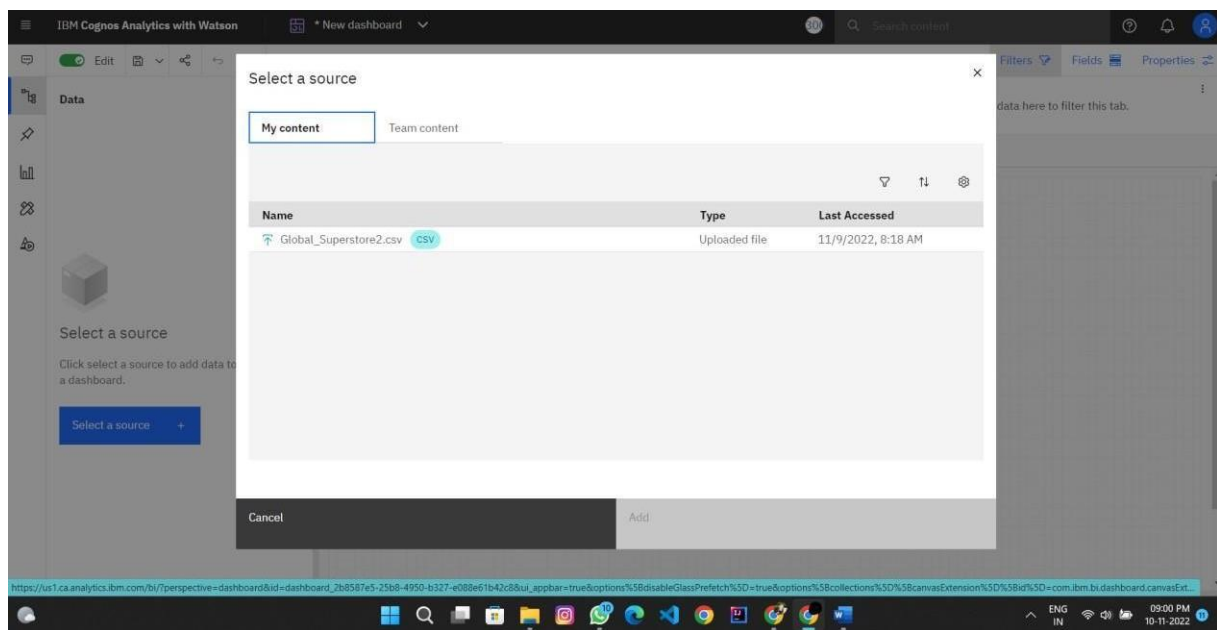 IBM Cognos Analytics with Watson
* New dashboard
Search content
Edit
Filters
Fields
Properties
Data
Select a source
data here to filter this tab.
My content
Team content
Name
Type
Last Accessed
Global_Superstore2.csv
CSV
Uploaded file
11/9/2022, 8:18 AM
Select a source
Click select a source to add data to
a dashboard.
Select a source +
Cancel
Add
ENG
IN
09:00 PM
10-11-2022